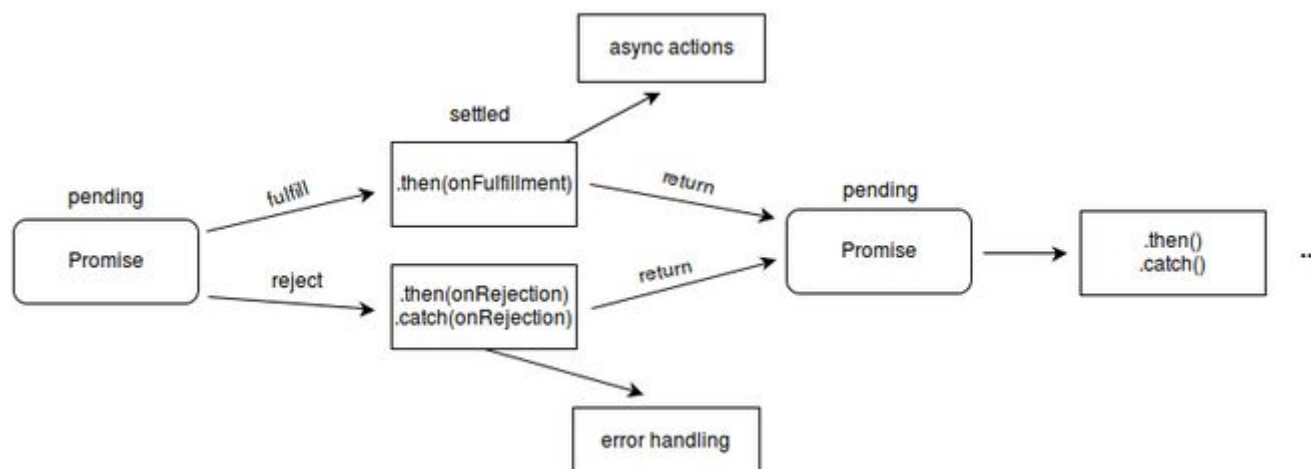 async actions
settled
.then(onFulfillment)
fulfill
return
pending
Promise
pending
Promise
.then()
.catch()
..
reject
.then(onRejection)
.catch(onRejection)
return
error handling